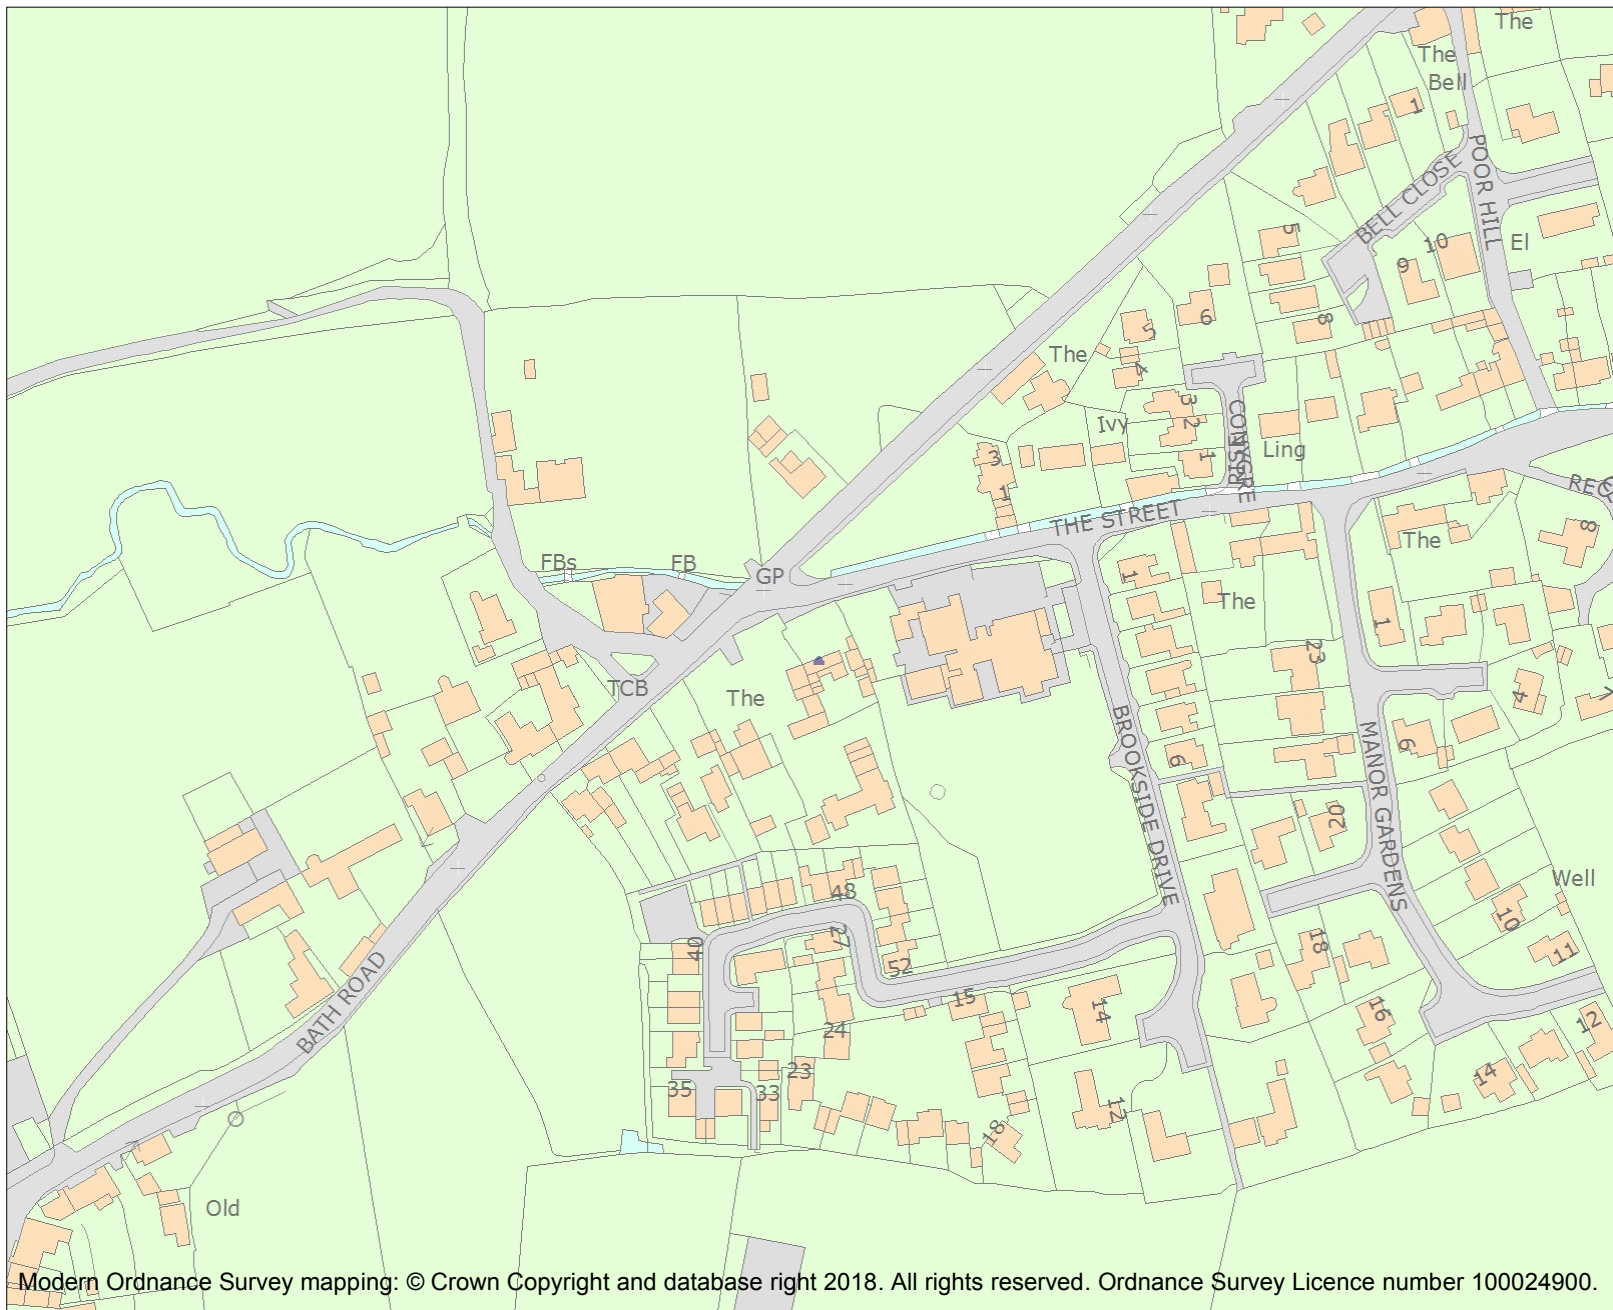 The
The
Bell
1
POOR HILL
BELL CLOSE
5
10
El
9
6
8
5
The
4
3
2
Ivy
CONYGRE
RISE
Ling
1
3
1
THE STREET
8
The
FBs
FB
GP
1
The
1
23
TCB
The
4
BROOKSIDE DRIVE
MANOR GARDENS
6
9
20
Well
48
10
27
40
18
11
52
15
14
16
12
24
BATH ROAD
23
35
33
14
12
18
Old
Modern Ordnance Survey mapping: © Crown Copyright and database right 2018. All rights reserved. Ordnance Survey Licence number 100024900.